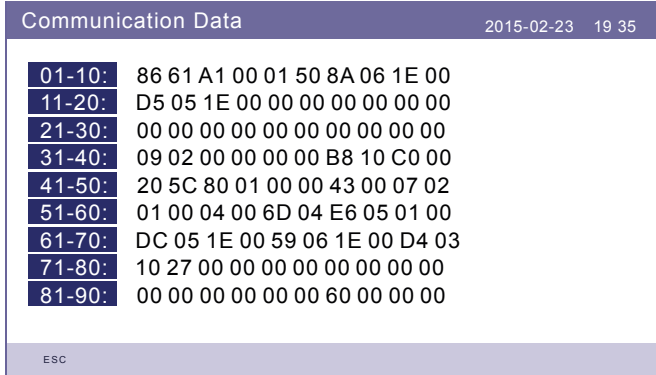 Communication Data 2015-02-23 19 35
01-10: 86 61 A1 00 01 50 8A 06 1E 00
11-20: D5 05 1E 00 00 00 00 00 00 00
21-30: 00 00 00 00 00 00 00 00 00 00
31-40: 09 02 00 00 00 00 B8 10 C0 00
41-50: 20 5C 80 01 00 00 43 00 07 02
51-60: 01 00 04 00 6D 04 E6 05 01 00
61-70: DC 05 1E 00 59 06 1E 00 D4 03
71-80: 10 27 00 00 00 00 00 00 00 00
81-90: 00 00 00 00 00 00 60 00 00 00
ESC